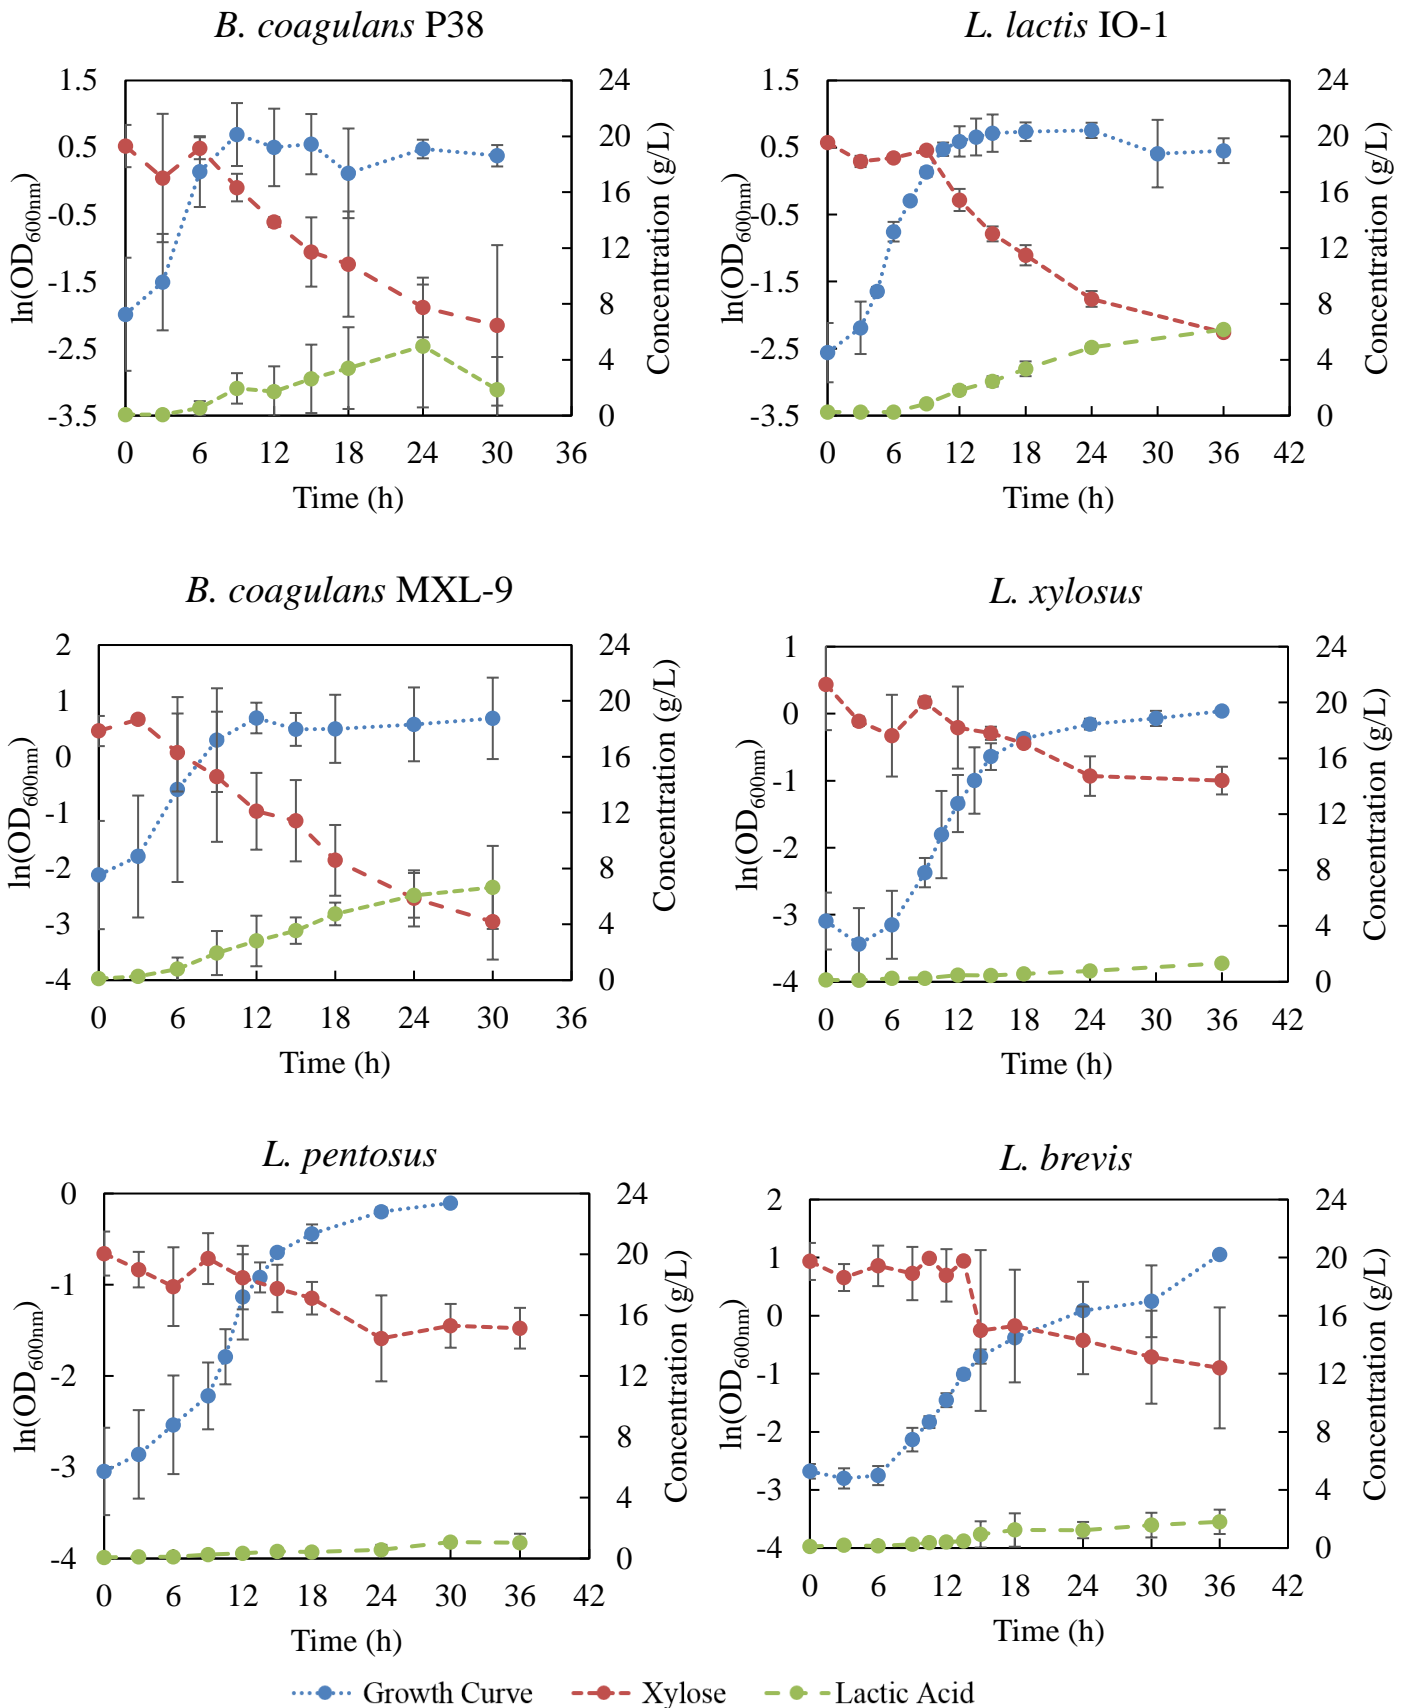 B. coagulans P38
1.5
0.5
-0.5
-1.5
-2.5
-3.5
ln(OD600nm)
24
20
16
12
8
4
0
Concentration (g/L)
0 6 12 18 24 30 36
Time (h)
L. lactis IO-1
1.5
0.5
-0.5
-1.5
-2.5
-3.5
ln(OD600nm)
24
20
16
12
8
4
0
Concentration (g/L)
0 6 12 18 24 30 36 42
Time (h)
B. coagulans MXL-9
2
1
0
-1
-2
-3
-4
ln(OD600nm)
24
20
16
12
8
4
0
Concentration (g/L)
0 6 12 18 24 30 36
Time (h)
L. xylosus
1
0
-1
-2
-3
-4
ln(OD600nm)
24
20
16
12
8
4
0
Concentration (g/L)
0 6 12 18 24 30 36 42
Time (h)
L. pentosus
0
-1
-2
-3
-4
ln(OD600nm)
24
20
16
12
8
4
0
Concentration (g/L)
0 6 12 18 24 30 36 42
Time (h)
L. brevis
2
1
0
-1
-2
-3
-4
ln(OD600nm)
24
20
16
12
8
4
0
Concentration (g/L)
0 6 12 18 24 30 36 42
Time (h)
Growth Curve Xylose Lactic Acid